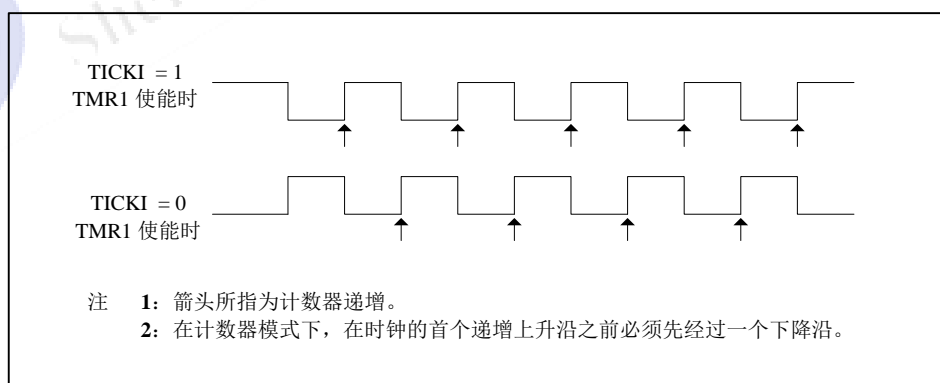 TICKI = 1
TMR1 使能时
TICKI = 0
TMR1 使能时
注 1：箭头所指为计数器递增。
2：在计数器模式下，在时钟的首个递增上升沿之前必须先经过一个下降沿。